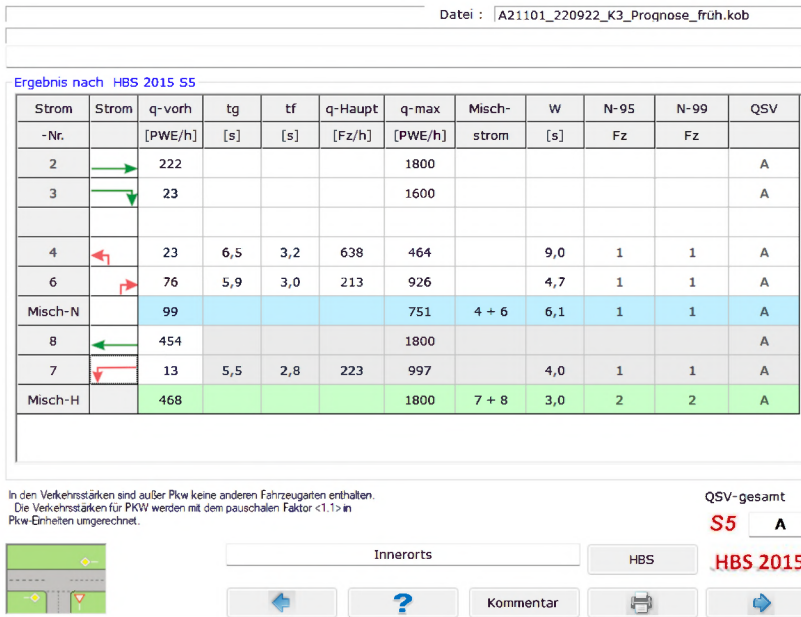 Datei : A21101_220922_K3_Prognose_früh.kob
Ergebnis nach HBS 2015 S5
Strom Strom q-vorh tg tf q-Haupt q-max Misch- W N-95 N-99 QSV
-Nr. [PWE/h] [s] [s] [Fz/h] [PWE/h] strom [s] Fz Fz
2 222 1800 A
3 23 1600 A
4 23 6,5 3,2 638 464 9,0 1 1 A
6 76 5,9 3,0 213 926 4,7 1 1 A
Misch-N 99 751 4 + 6 6,1 1 1 A
8 454 1800 A
7 13 5,5 2,8 223 997 4,0 1 1 A
Misch-H 468 1800 7 + 8 3,0 2 2 A
In den Verkehrsstärken sind außer Pkw keine anderen Fahrzeugarten enthalten.
Die Verkehrsstärken für PKW werden mit dem pauschalen Faktor <1.1> in
Pkw-Einheiten umgerechnet.
QSV-gesamt
S5 A
Innerorts HBS HBS 2015
? Kommentar